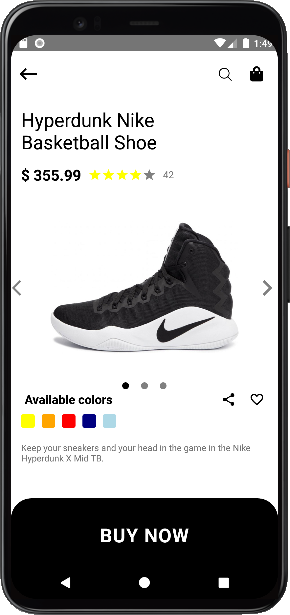 1:49
Hyperdunk Nike
Basketball Shoe
$ 355.99
42
Available colors
Keep your sneakers and your head in the game in the Nike
Hyperdunk X Mid TB.
BUY NOW